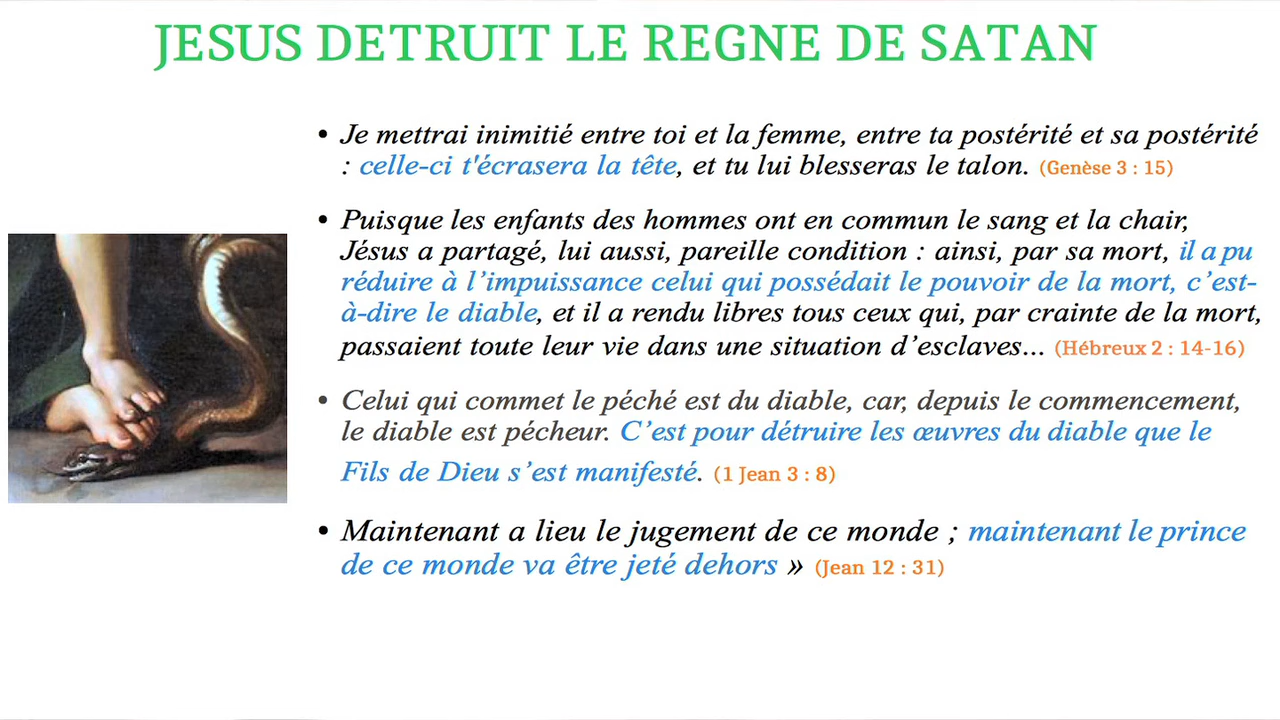 JESUS DETRUIT LE REGNE DE SATAN
• Je mettrai inimitié entre toi et la femme, entre ta postérité et sa postérité
: celle-ci t'écrasera la tête, et tu lui blesseras le talon. (Genèse 3 : 15)
• Puisque les enfants des hommes ont en commun le sang et la chair,
Jésus a partagé, lui aussi, pareille condition : ainsi, par sa mort, il a pu
réduire à l’impuissance celui qui possédait le pouvoir de la mort, c’est-
à-dire le diable, et il a rendu libres tous ceux qui, par crainte de la mort,
passaient toute leur vie dans une situation d’esclaves... (Hébreux 2 : 14-16)
• Celui qui commet le péché est du diable, car, depuis le commencement,
le diable est pécheur. C’est pour détruire les œuvres du diable que le
Fils de Dieu s’est manifesté. (1 Jean 3 : 8)
• Maintenant a lieu le jugement de ce monde ; maintenant le prince
de ce monde va être jeté dehors » (Jean 12 : 31)